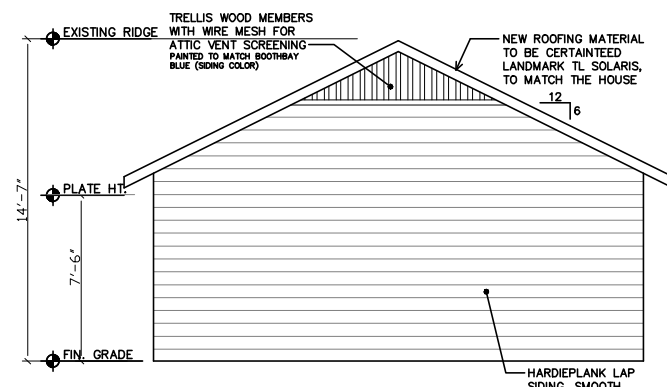 TRELLIS WOOD MEMBERS
WITH WIRE MESH FOR
ATTIC VENT SCREENING
PAINTED TO MATCH BOOTHBAY
BLUE (SIDING COLOR)
EXISTING RIDGE
NEW ROOFING MATERIAL
TO BE CERTAINTEED
LANDMARK TL SOLARIS,
TO MATCH THE HOUSE
12
6
PLATE HT.
14'-7"
7'-6"
FIN. GRADE
HARDIEPLANK LAP
SIDING, SMOOTH